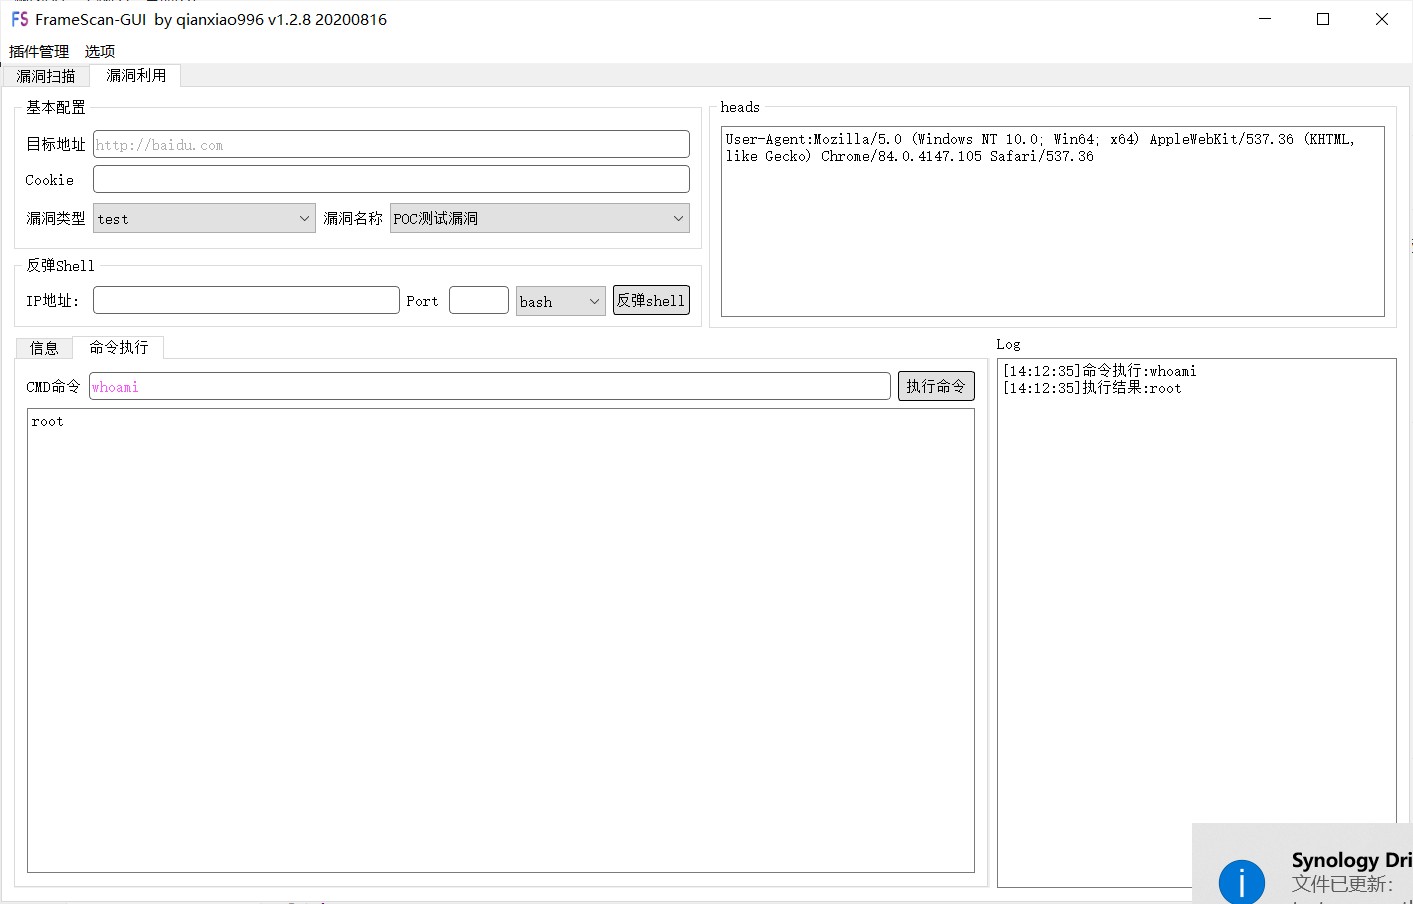 FS FrameScan-GUI by qianxiao996 v1.2.8 20200816
插件管理 选项
漏洞扫描 漏洞利用
基本配置
目标地址 http://baidu.com
Cookie
漏洞类型 test 漏洞名称 POC测试漏洞
反弹Shell
IP地址: Port bash 反弹shell
heads
User-Agent:Mozilla/5.0 (Windows NT 10.0; Win64; x64) AppleWebKit/537.36 (KHTML,
like Gecko) Chrome/84.0.4147.105 Safari/537.36
信息 命令执行
CMD命令 whoami 执行命令
root
Log
[14:12:35]命令执行:whoami
[14:12:35]执行结果:root
Synology Dri
文件已更新: